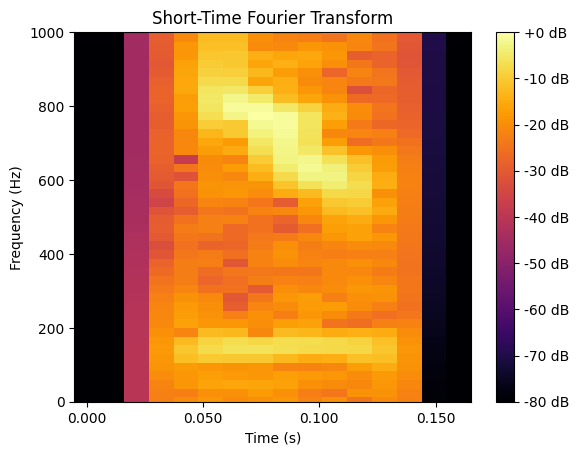 Short-Time Fourier Transform
1000
800
600
400
200
0
Frequency (Hz)
0.000
0.050
0.100
0.150
Time (s)
+0 dB
-10 dB
-20 dB
-30 dB
-40 dB
-50 dB
-60 dB
-70 dB
-80 dB